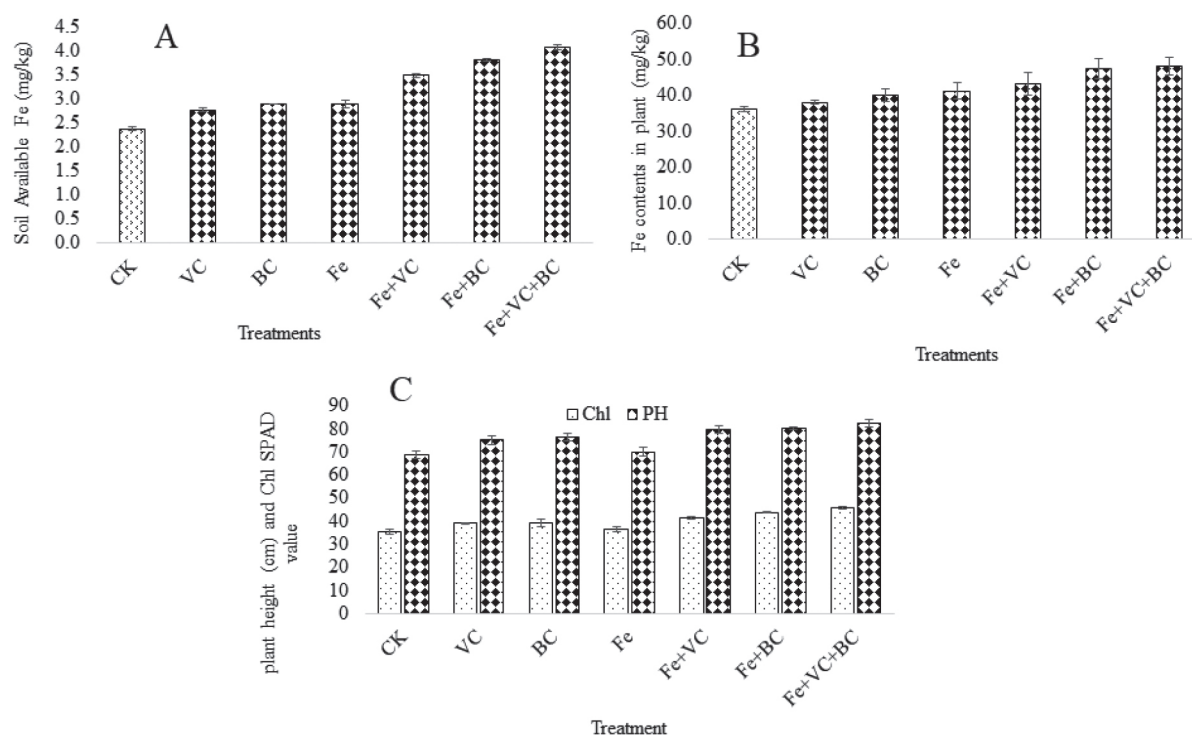 A
Soil Available Fe (mg/kg)
4.5
4.0
3.5
3.0
2.5
2.0
1.5
1.0
0.5
0.0
CK
VC
BC
Fe
Fe+VC
Fe+BC
Fe+VC+BC
Treatments
B
Fe contents in plant (mg/kg)
60.0
50.0
40.0
30.0
20.0
10.0
0.0
CK
VC
BC
Fe
Fe+VC
Fe+BC
Fe+VC+BC
Treatments
C
Chl PH
plant height (cm) and Chl SPAD
value
90
80
70
60
50
40
30
20
10
0
CK
VC
BC
Fe
Fe+VC
Fe+BC
Fe+VC+BC
Treatment